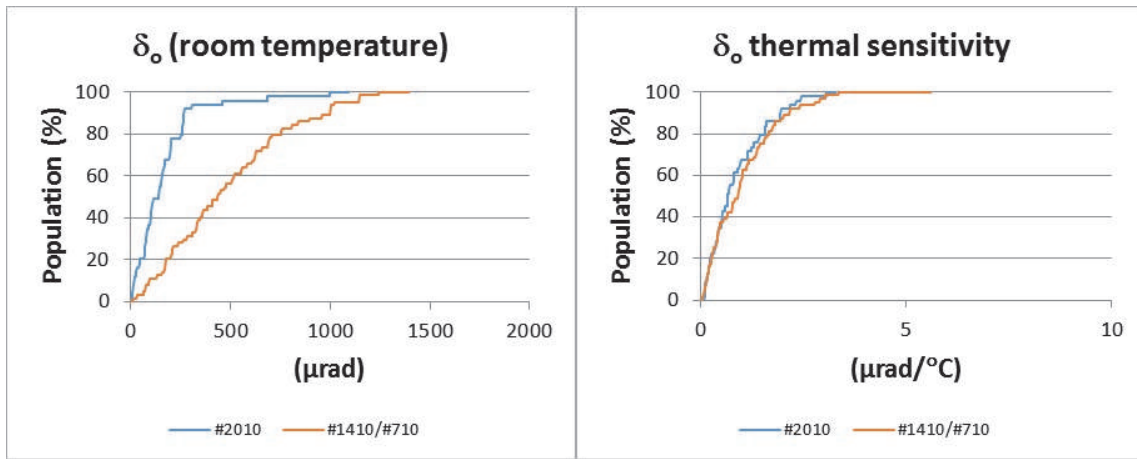 δo (room temperature)
Population (%)
100
80
60
40
20
0
0 500 1000 1500 2000
(μrad)
#2010 #1410/#710
δo thermal sensitivity
Population (%)
100
80
60
40
20
0
0 5 10
(μrad/°C)
#2010 #1410/#710